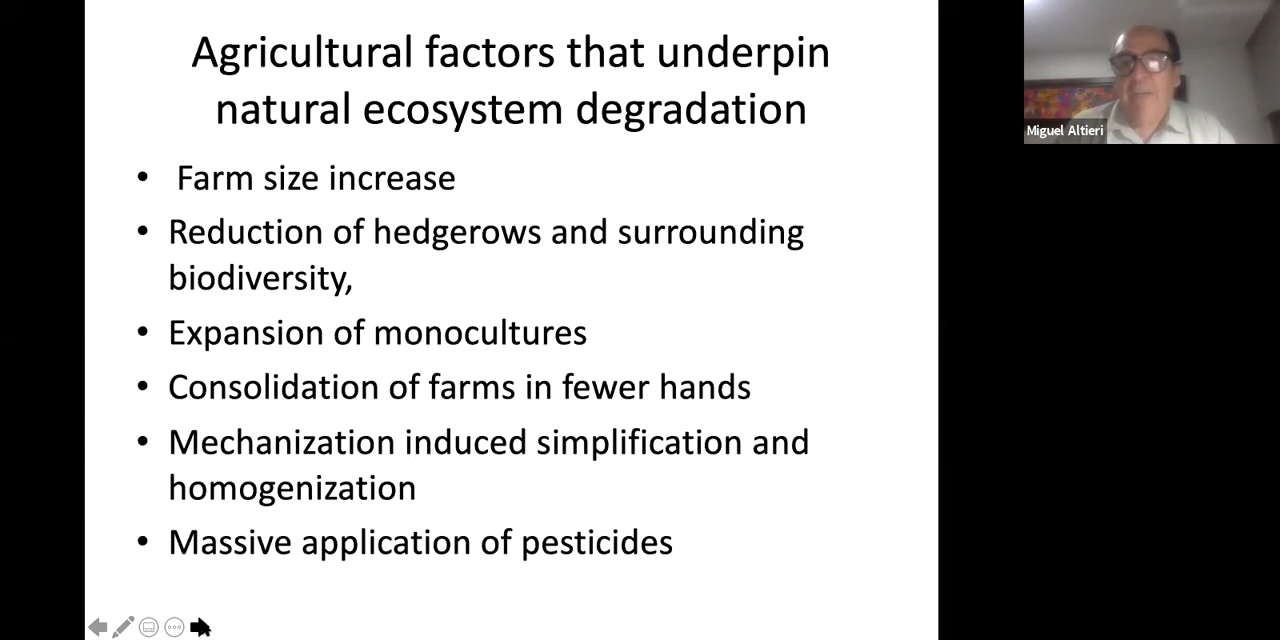 Agricultural factors that underpin
natural ecosystem degradation
• Farm size increase
• Reduction of hedgerows and surrounding
biodiversity,
• Expansion of monocultures
• Consolidation of farms in fewer hands
• Mechanization induced simplification and
homogenization
• Massive application of pesticides
Miguel Altieri